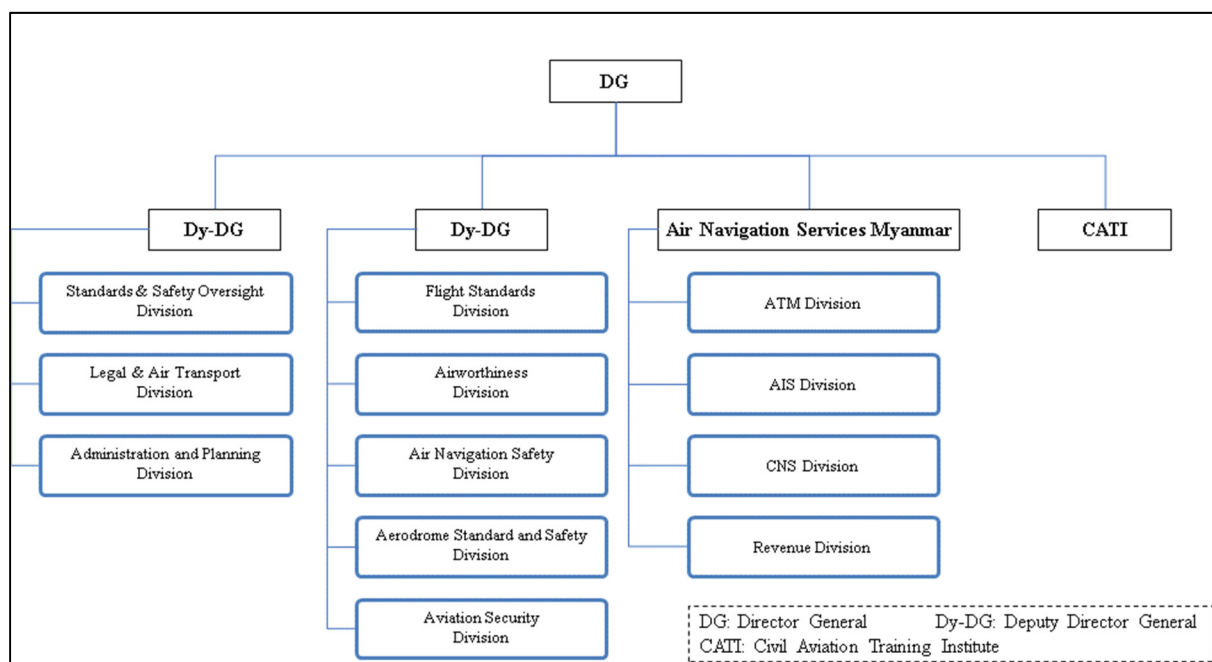 DG
Dy-DG
Dy-DG
Air Navigation Services Myanmar
CATI
Standards & Safety Oversight
Division
Legal & Air Transport
Division
Administration and Planning
Division
Flight Standards
Division
Airworthiness
Division
Air Navigation Safety
Division
Aerodrome Standard and Safety
Division
Aviation Security
Division
ATM Division
AIS Division
CNS Division
Revenue Division
DG: Director General Dy-DG: Deputy Director General
CATI: Civil Aviation Training Institute